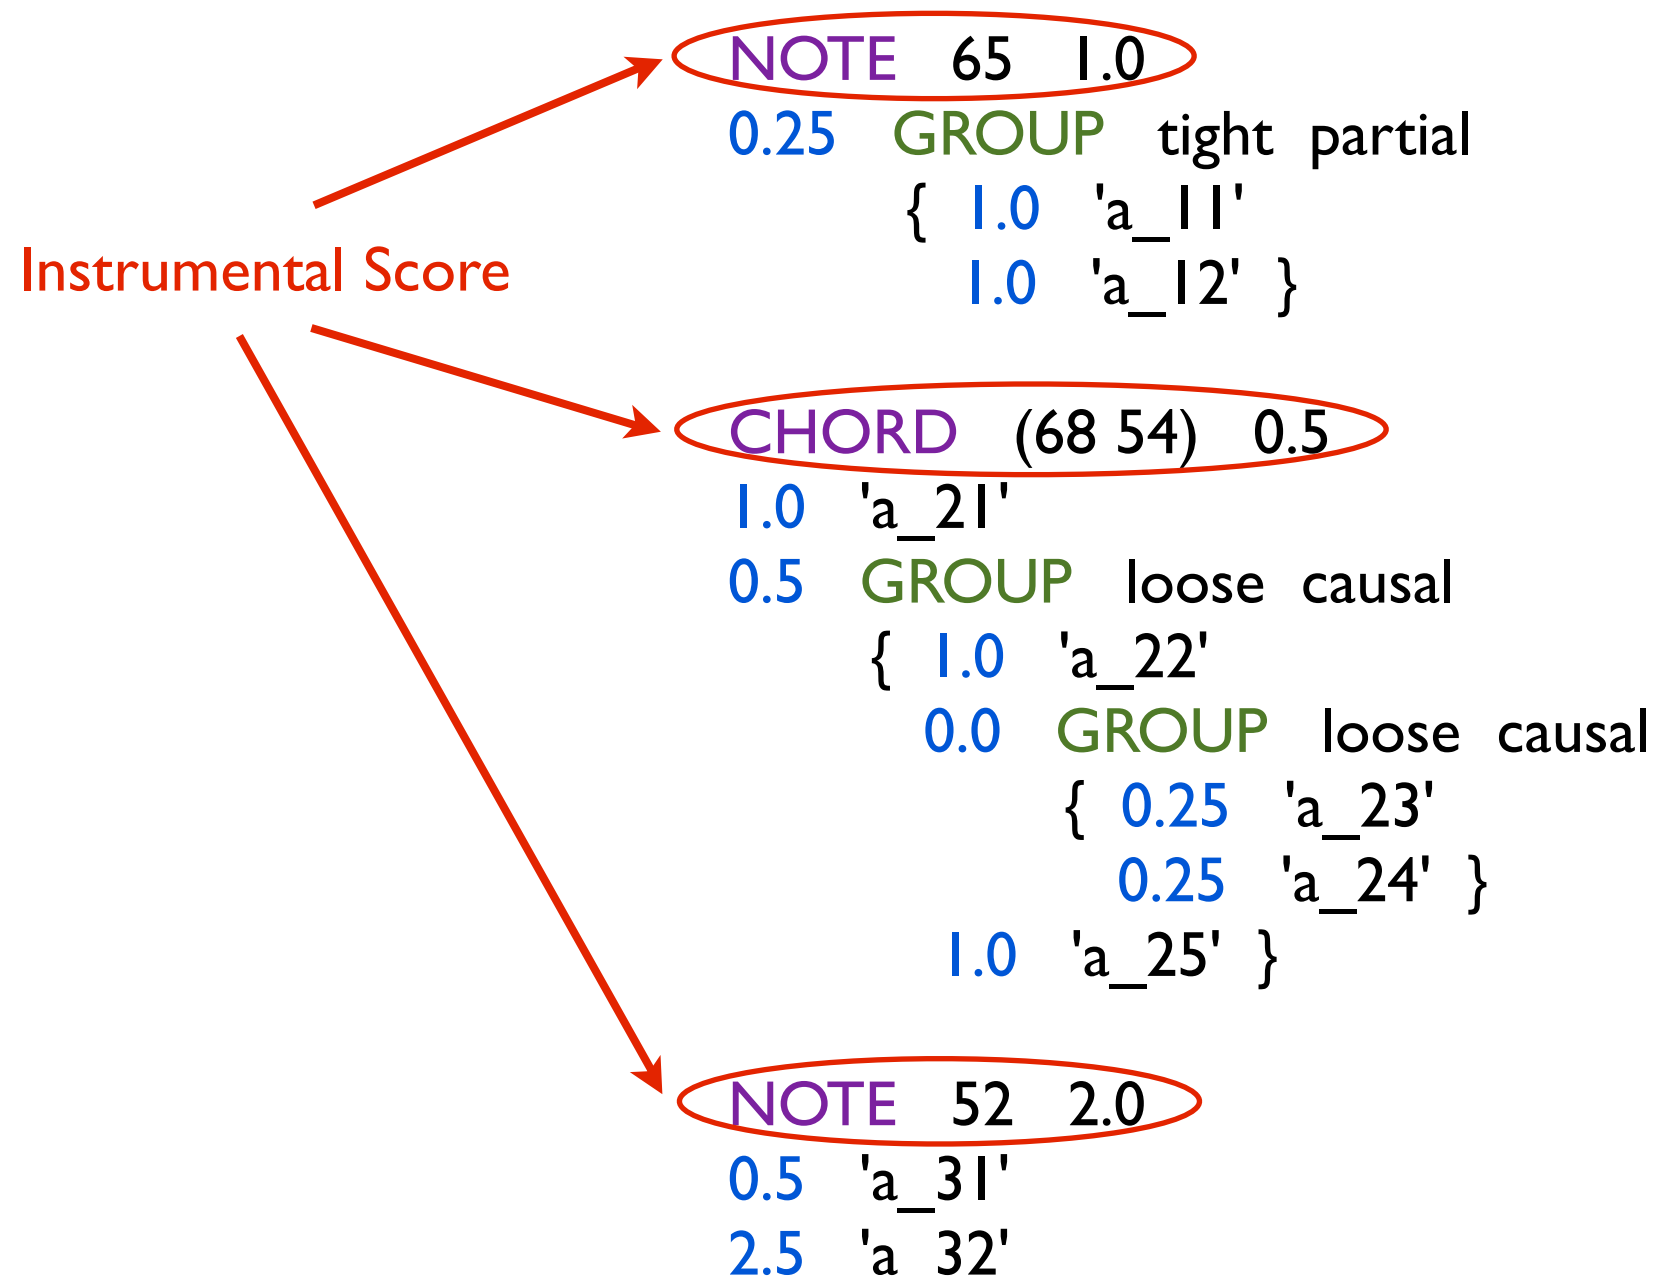 NOTE 65 1.0
0.25 GROUP tight partial
{ 1.0 'a_11'
Instrumental Score
1.0 'a_12' }
CHORD (68 54) 0.5
1.0 'a_21'
0.5 GROUP loose causal
{ 1.0 'a_22'
0.0 GROUP loose causal
{ 0.25 'a_23'
0.25 'a_24' }
1.0 'a_25' }
NOTE 52 2.0
0.5 'a_31'
2.5 'a_32'